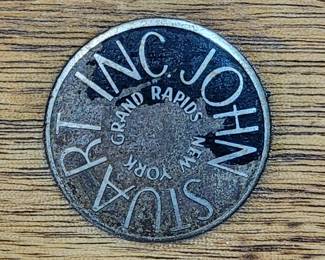 JOHN STUART INC.
NEW YORK GRAND RAPIDS